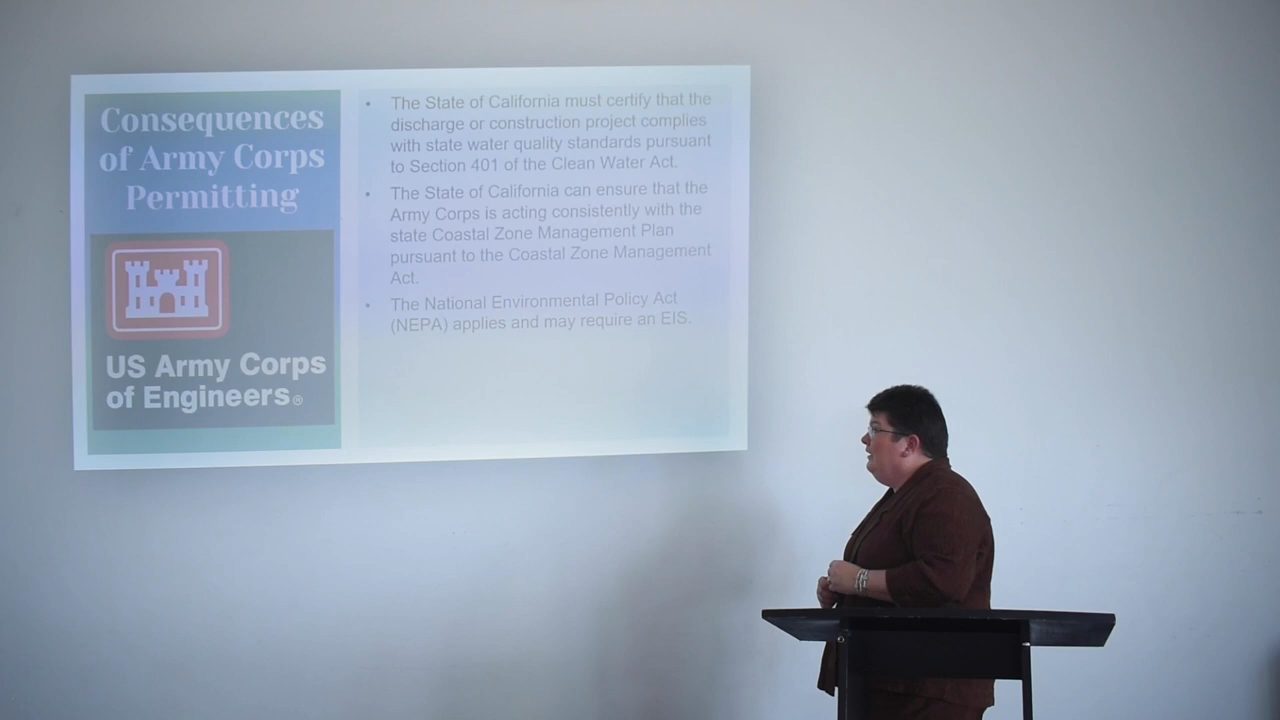 Consequences
of Army Corps
Permitting
US Army Corps
of Engineers®
• The State of California must certify that the
discharge or construction project complies
with state water quality standards pursuant
to Section 401 of the Clean Water Act.
• The State of California can ensure that the
Army Corps is acting consistently with the
state Coastal Zone Management Plan
pursuant to the Coastal Zone Management
Act.
• The National Environmental Policy Act
(NEPA) applies and may require an EIS.